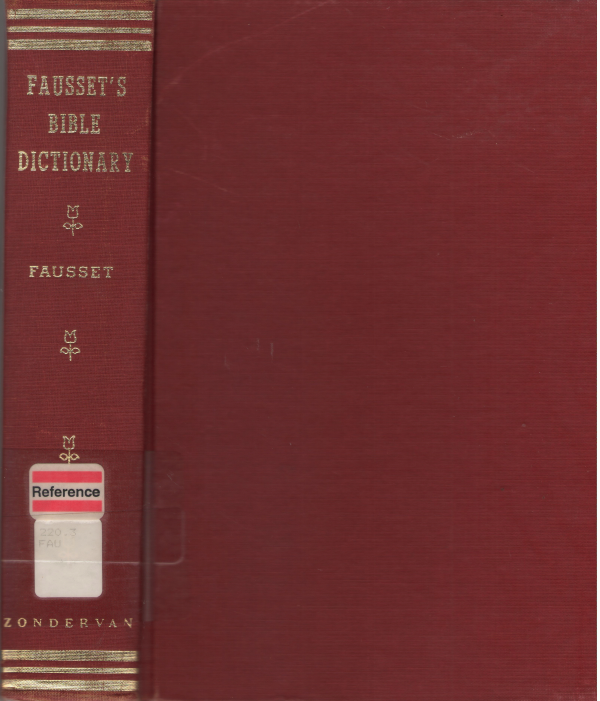 FAUSSET'S
BIBLE
DICTIONARY
FAUSSET
Reference
220.3
FAU
ZONDERVAN